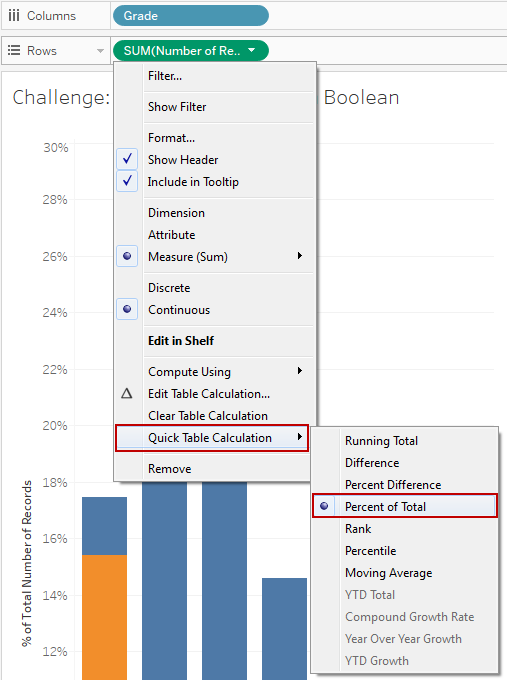 Columns
Grade
Rows
SUM(Number of Re..
Challenge:
Boolean
Filter...
Show Filter
Format...
Show Header
Include in Tooltip
Dimension
Attribute
Measure (Sum)
Discrete
Continuous
Edit in Shelf
Compute Using
Edit Table Calculation...
Clear Table Calculation
Quick Table Calculation
Remove
Running Total
Difference
Percent Difference
Percent of Total
Rank
Percentile
Moving Average
YTD Total
Compound Growth Rate
Year Over Year Growth
YTD Growth
% of Total Number of Records
30%
28%
26%
24%
22%
20%
18%
16%
14%
12%